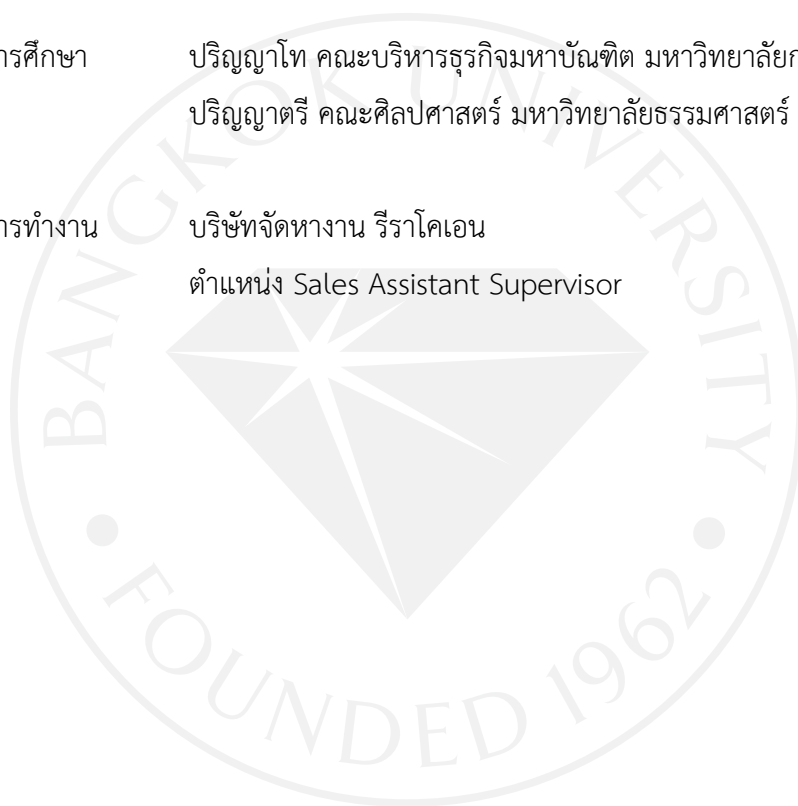 ารศึกษา ปริญญาโท คณะบริหารธุรกิจมหาบัณฑิต มหาวิทยาลัยก
ปริญญาตรี คณะศิลปศาสตร์ มหาวิทยาลัยธรรมศาสตร์
ารทำงาน บริษัทจัดหางาน รีราโคเอน
ตำแหน่ง Sales Assistant Supervisor
BANGKOK UNIVERSITY
FOUNDED 1962